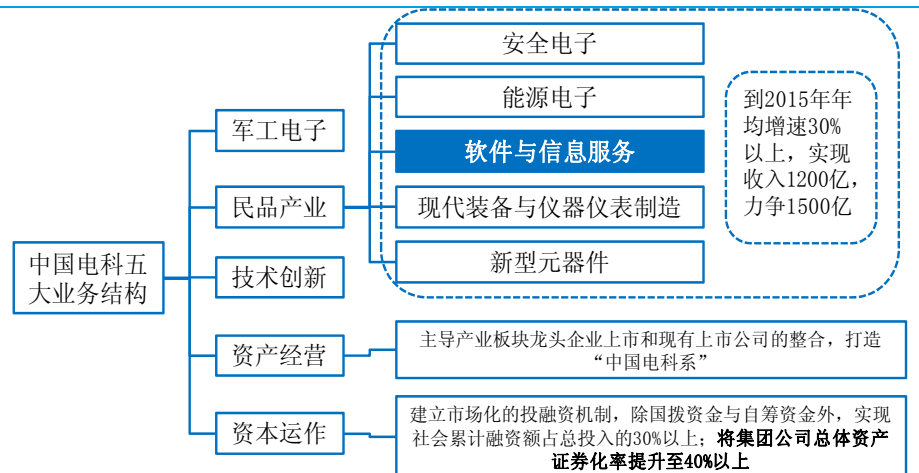 中国电科五
大业务结构
军工电子
民品产业
技术创新
资产经营
资本运作
安全电子
能源电子
软件与信息服务
现代装备与仪器仪表制造
新型元器件
到2015年年
均增速30%
以上，实现
收入1200亿，
力争1500亿
主导产业板块龙头企业上市和现有上市公司的整合，打造
“中国电科系”
建立市场化的投融资机制，除国拨资金与自筹资金外，实现
社会累计融资额占总投入的30%以上；将集团公司总体资产
证券化率提升至40%以上